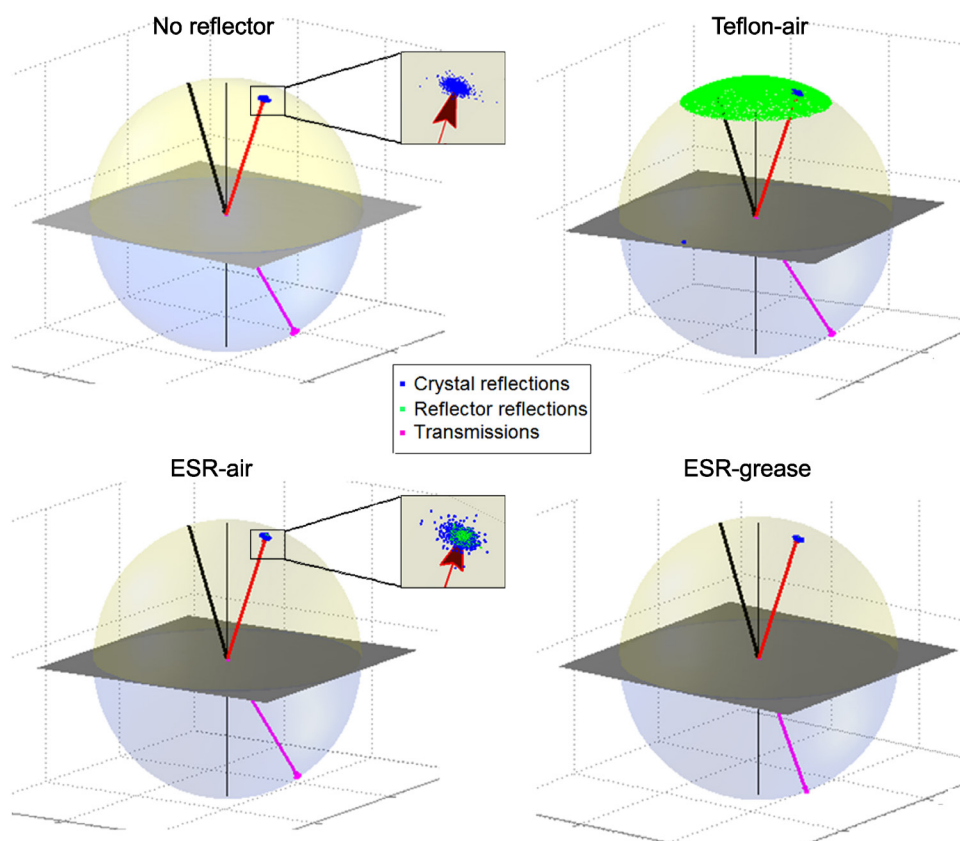 No reflector
Teflon-air
Crystal reflections
Reflector reflections
Transmissions
ESR-air
ESR-grease